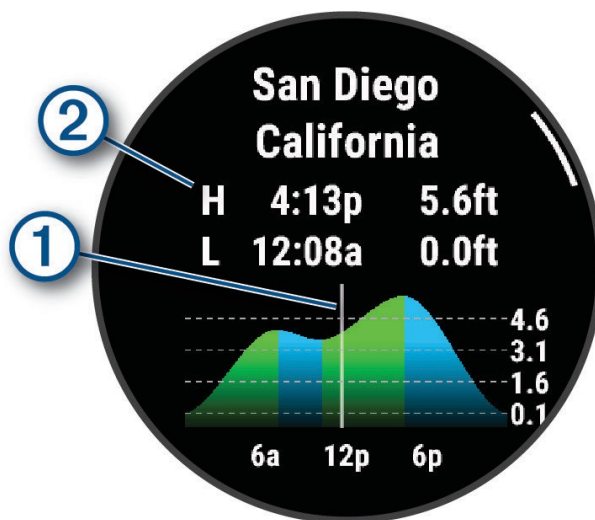 San Diego
California
2
H 4:13p 5.6ft
L 12:08a 0.0ft
1
4.6
3.1
1.6
0.1
6a 12p 6p